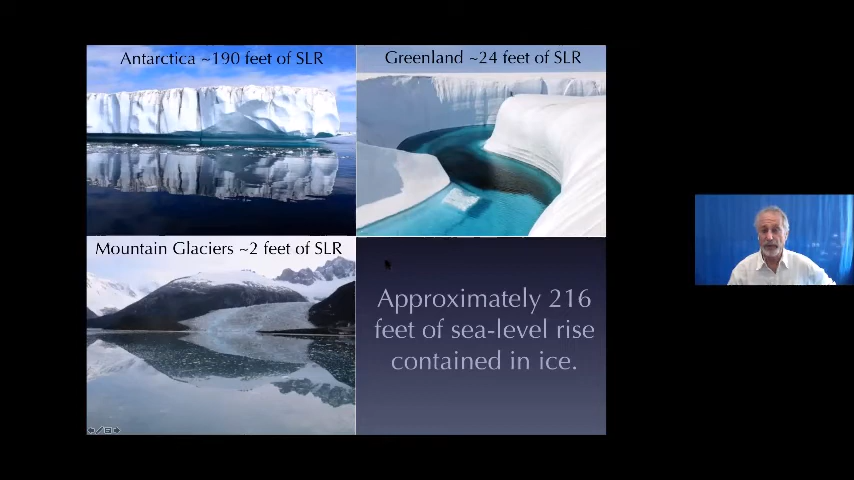 Antarctica ~190 feet of SLR
Greenland ~24 feet of SLR
Mountain Glaciers ~2 feet of SLR
Approximately 216
feet of sea-level rise
contained in ice.